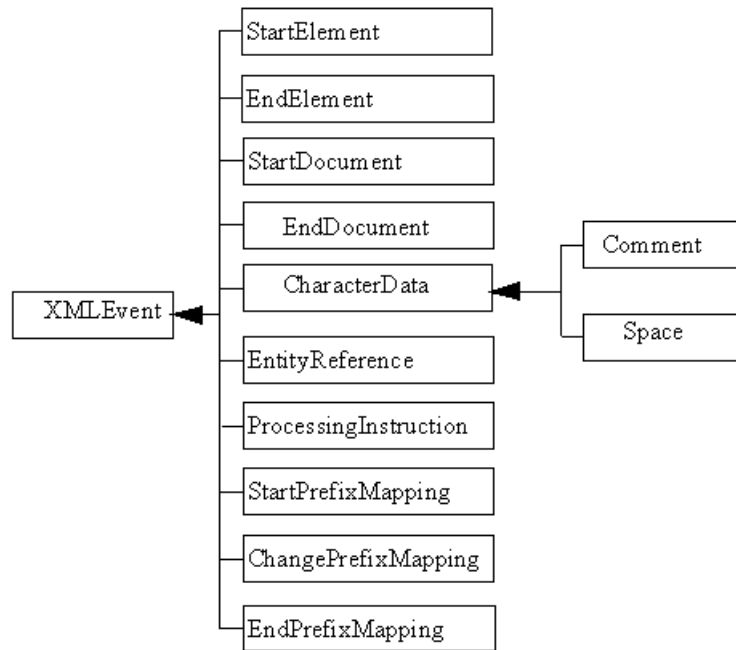 StartElement
EndElement
StartDocument
EndDocument
CharacterData
EntityReference
ProcessingInstruction
StartPrefixMapping
ChangePrefixMapping
EndPrefixMapping
XMLEvent
Comment
Space